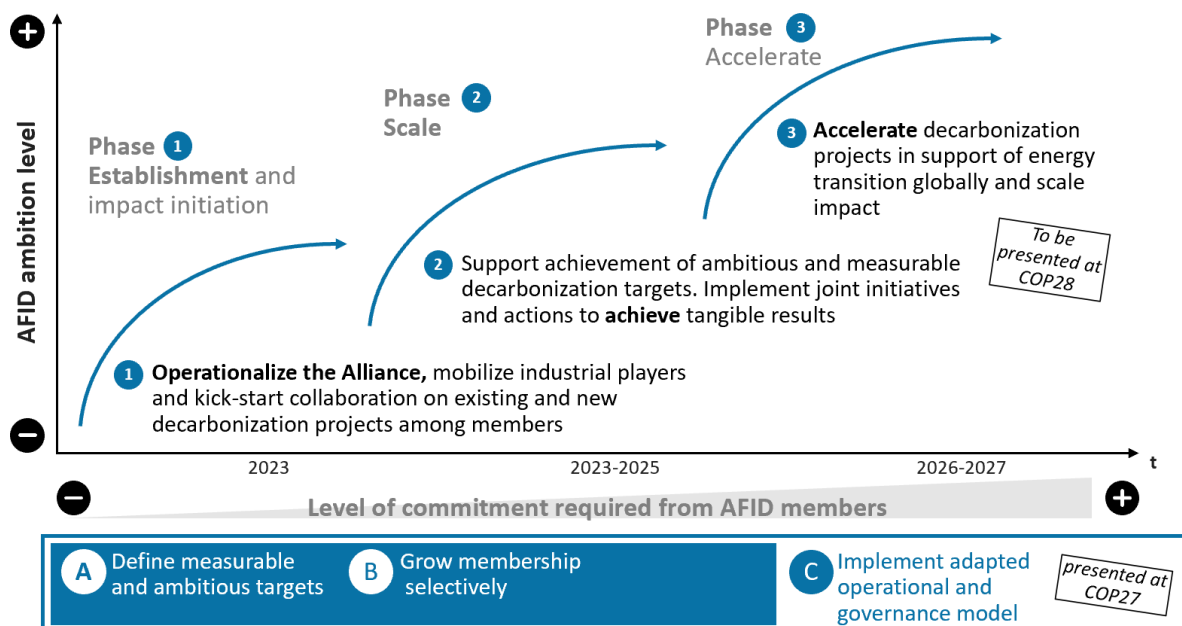 +
AFID ambition level
−
Phase 1
Establishment and
impact initiation
Phase 2
Scale
Phase 3
Accelerate
1 Operationalize the Alliance, mobilize industrial players
and kick-start collaboration on existing and new
decarbonization projects among members
2 Support achievement of ambitious and measurable
decarbonization targets. Implement joint initiatives
and actions to achieve tangible results
3 Accelerate decarbonization
projects in support of energy
transition globally and scale
impact
To be
presented at
COP28
2023
2023-2025
2026-2027
t
−
Level of commitment required from AFID members
+
A Define measurable
and ambitious targets
B Grow membership
selectively
C Implement adapted
operational and
governance model
presented at
COP27